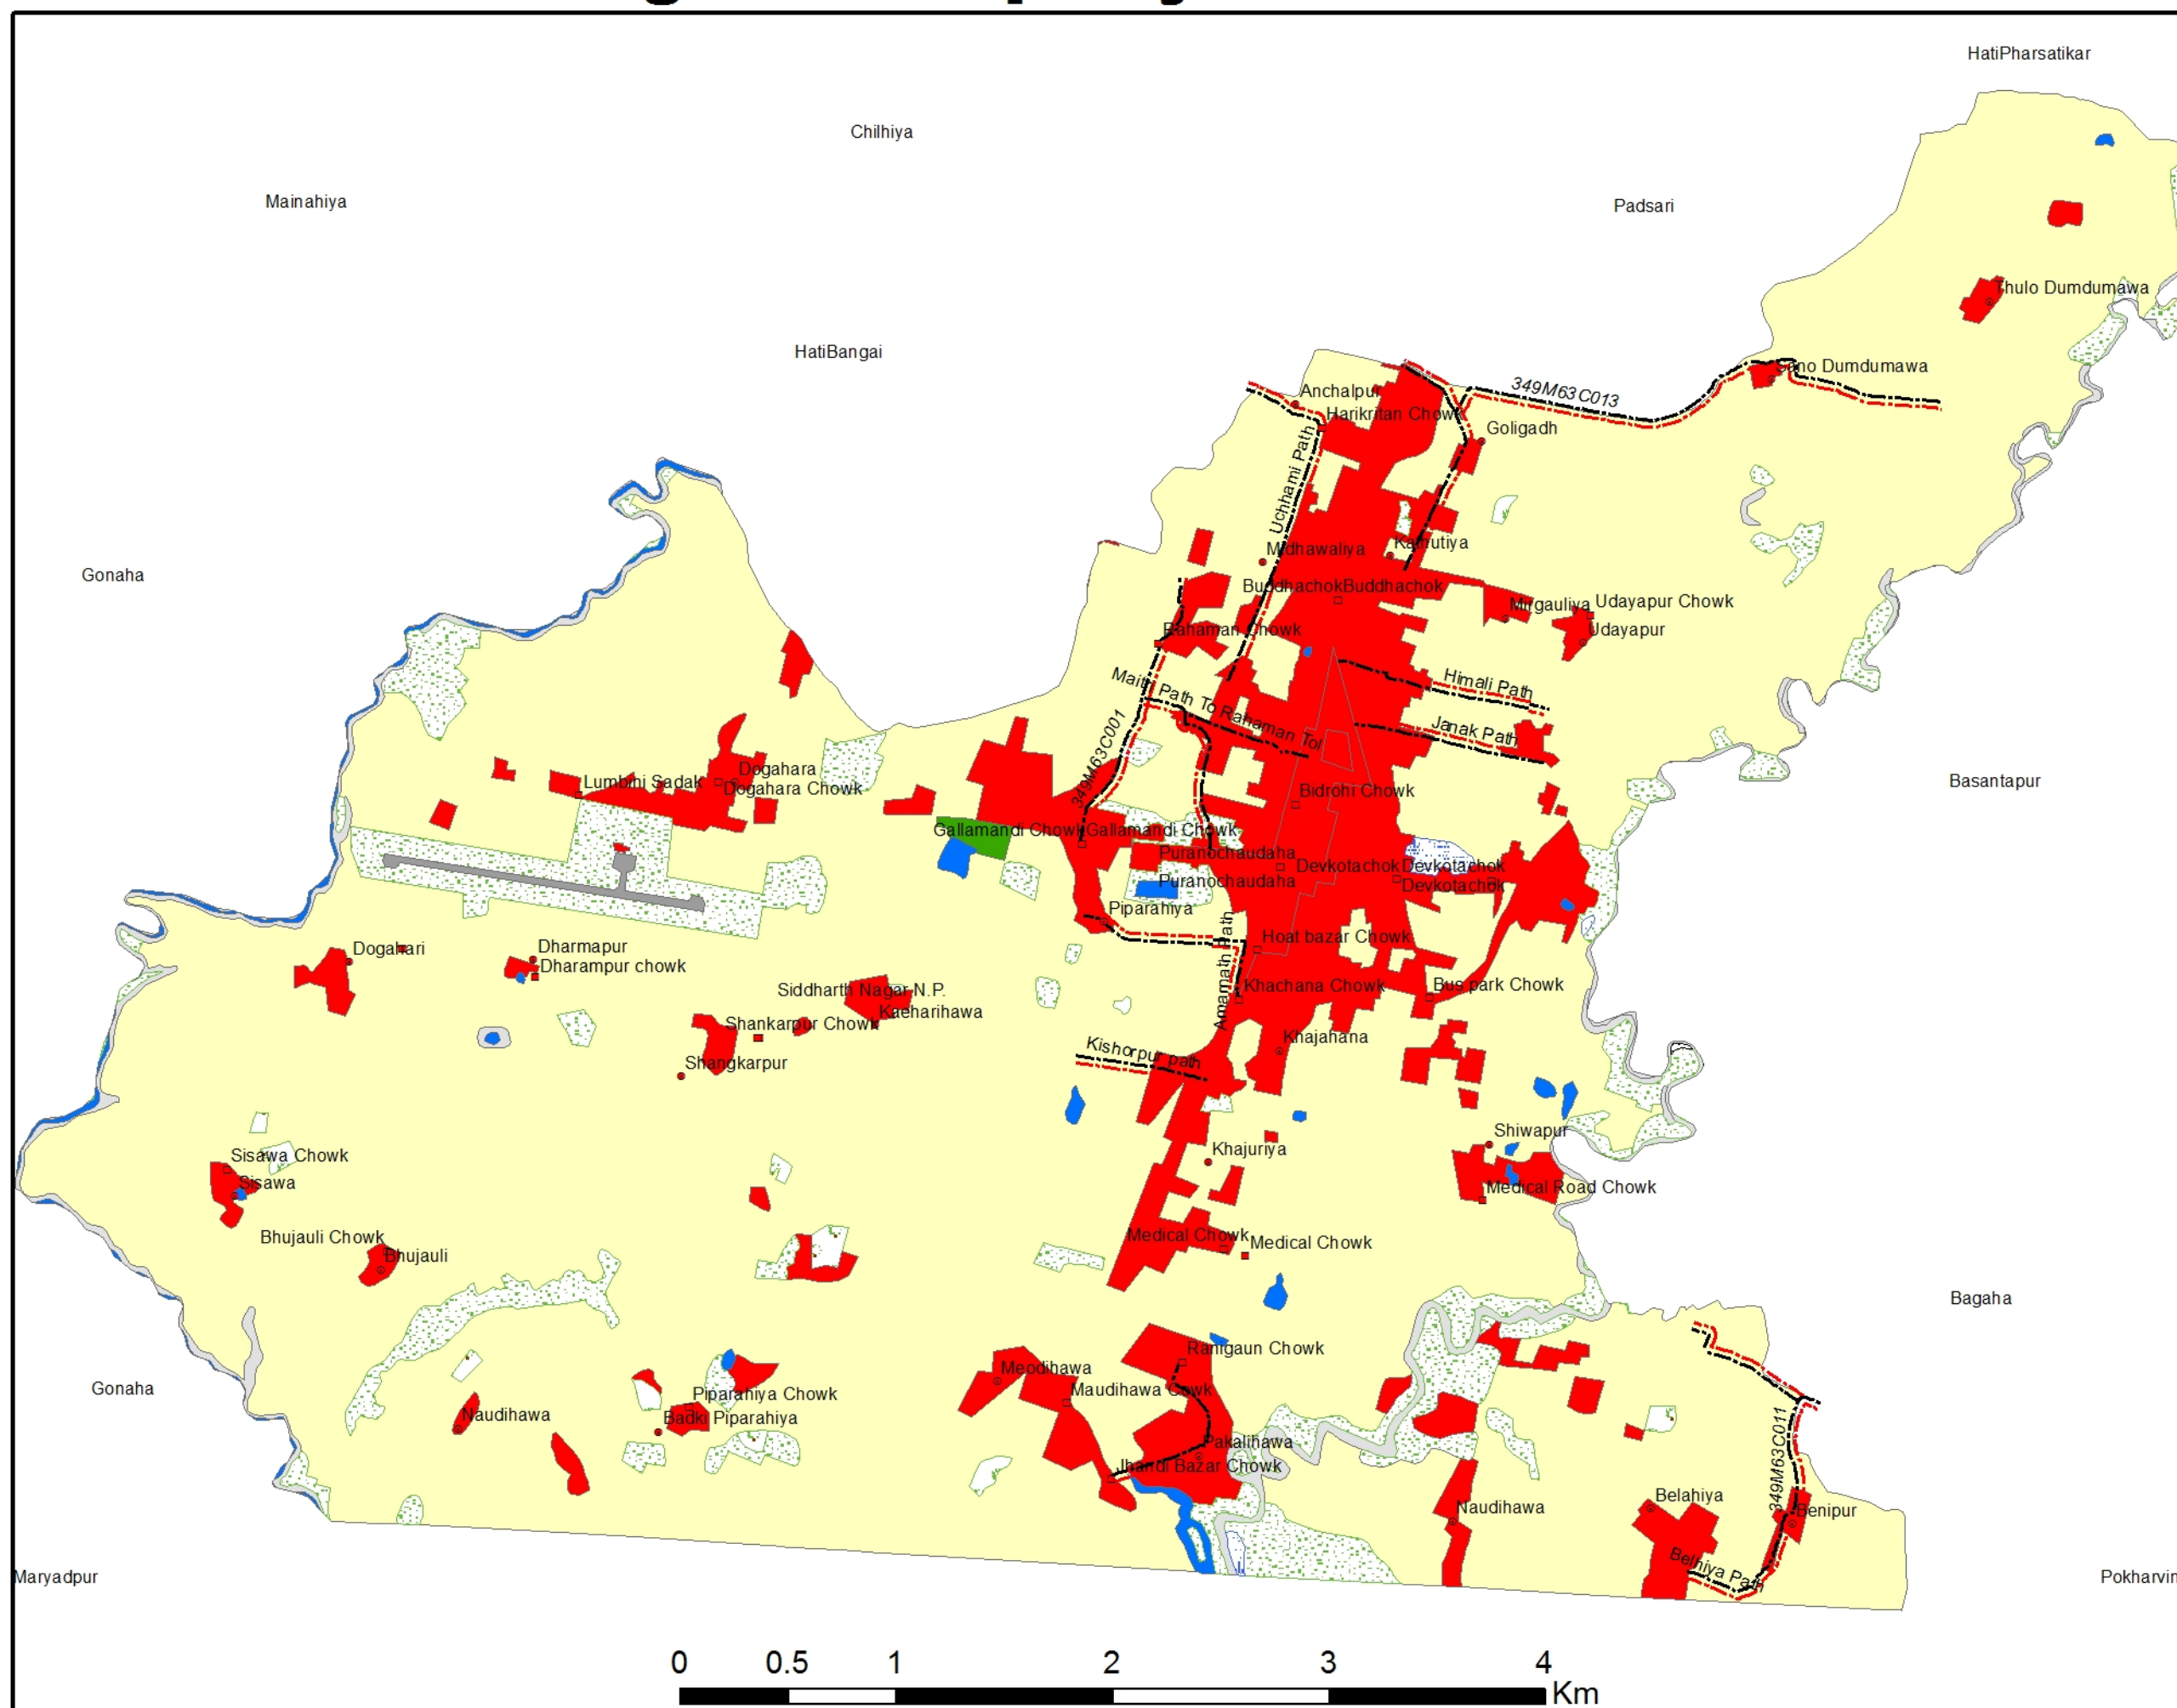 HatiPharsatikar
Chilhiya
Mainahiya
Padsari
Thulo Dumdumawa
HatiBangai
Sano Dumdumawa
349M63C013
Anchalpur
Harikritan Chowk
Goligadh
Uchhami Path
Midhawaliya
Kamutiya
Gonaha
BuddhachokBuddhachok
Mirgauliya
Udayapur Chowk
Udayapur
Rahaman Chowk
Maitri Path To Rahaman Tol
Himali Path
Janak Path
349M63C001
Dogahara
Lumbini Sadak
Dogahara Chowk
Basantapur
Bidrohi Chowk
Gallamandi Chowk
Gallamandi Chowk
Puranochaudaha
Devkotachok
Devkotachok
Puranochaudaha
Devkotachok
Piparahiya
Amarnath Path
Hoat bazar Chowk
Dogahari
Dharmapur
Dharampur chowk
Siddharth Nagar N.P.
Kaeharihawa
Khachana Chowk
Bus park Chowk
Shankarpur Chowk
Khajahana
Kishorpur path
Shangkarpur
Shiwapur
Khajuriya
Sisawa Chowk
Sisawa
Medical Road Chowk
Bhujauli Chowk
Bhujauli
Medical Chowk
Medical Chowk
Bagaha
Ranigaun Chowk
Meodihawa
Maudihawa Cowk
Gonaha
Piparahiya Chowk
Badki Piparahiya
Naudihawa
Pakalihawa
Jhandi Bazar Chowk
349M63C011
Belahiya
Naudihawa
Benipur
Belhiya Path
Maryadpur
0 0.5 1 2 3 4
Km